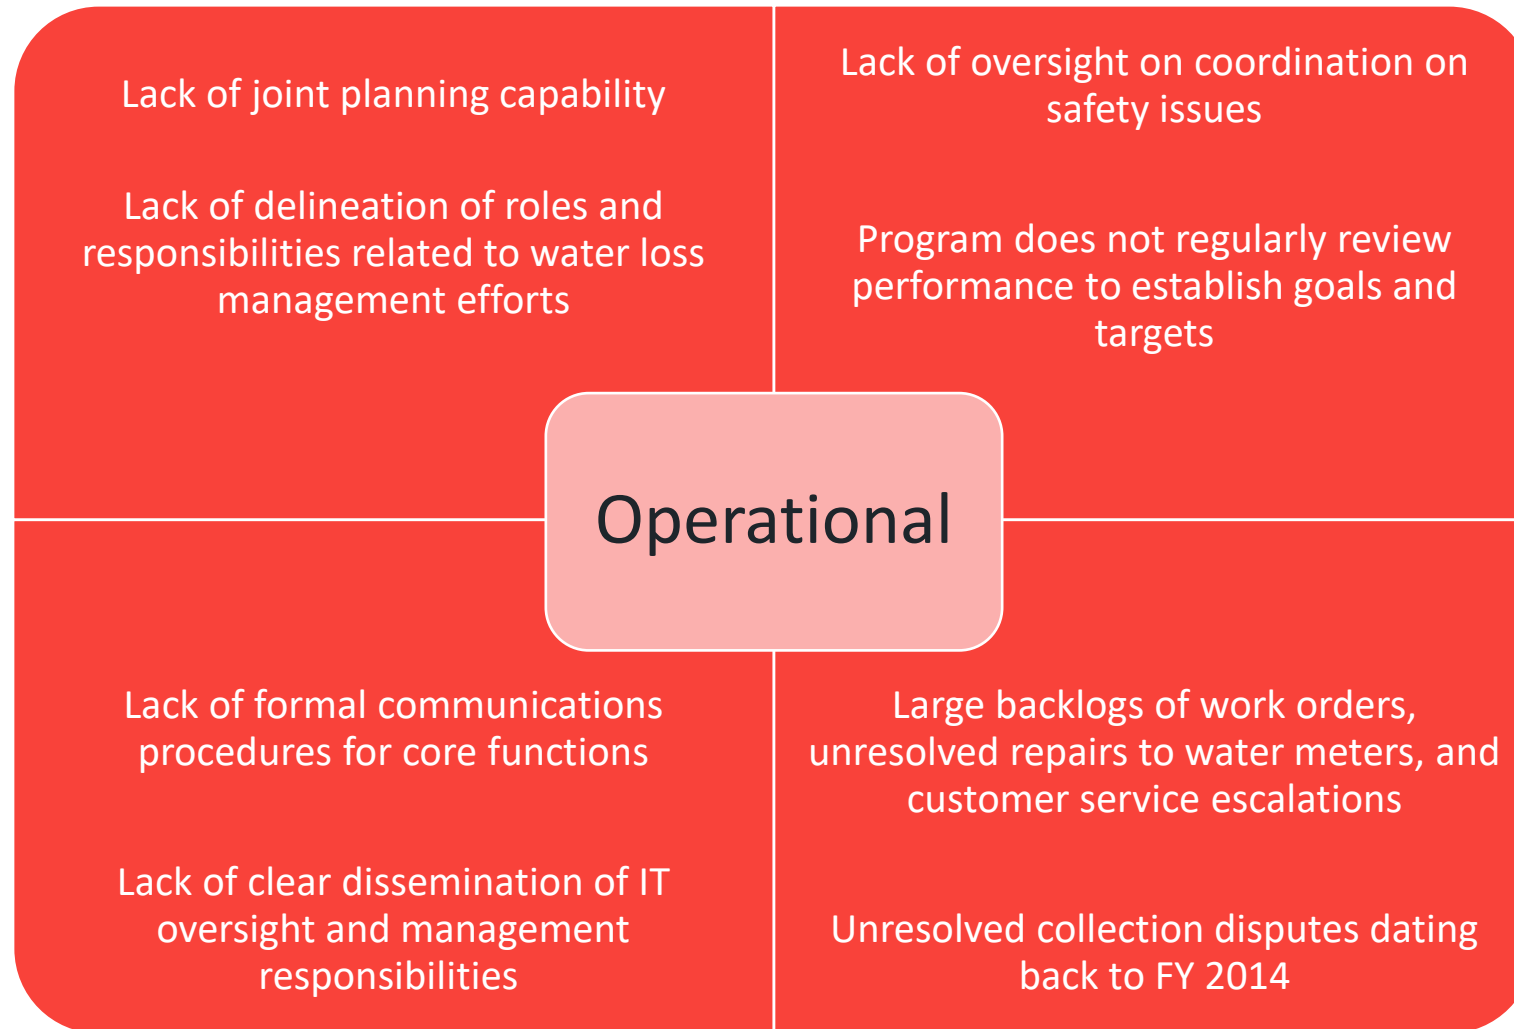 Lack of joint planning capability
Lack of delineation of roles and
responsibilities related to water loss
management efforts
Lack of oversight on coordination on
safety issues
Program does not regularly review
performance to establish goals and
targets
Operational
Lack of formal communications
procedures for core functions
Lack of clear dissemination of IT
oversight and management
responsibilities
Large backlogs of work orders,
unresolved repairs to water meters, and
customer service escalations
Unresolved collection disputes dating
back to FY 2014